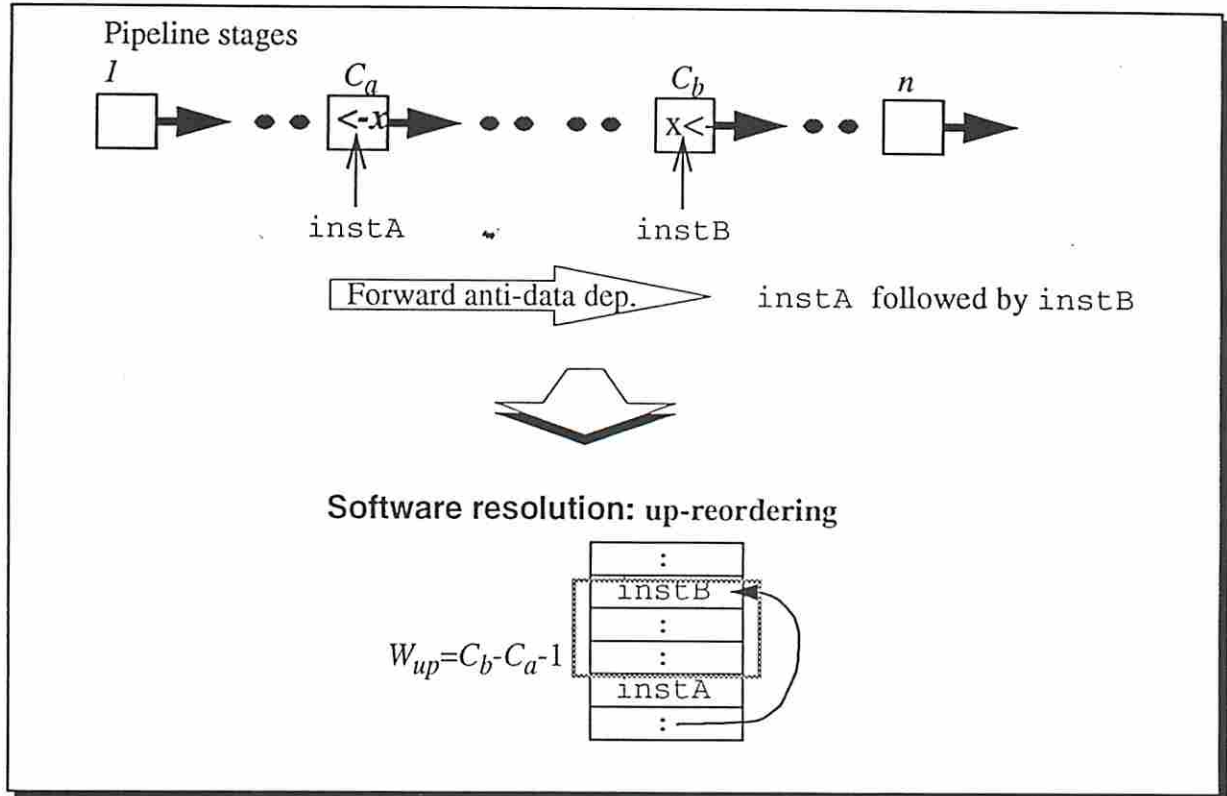 Pipeline stages
1 Ca Cb n
<-x x<-
instA instB
Forward anti-data dep. instA followed by instB
Software resolution: up-reordering
:
instB
:
Wup=Cb-Ca-1 :
instA
: